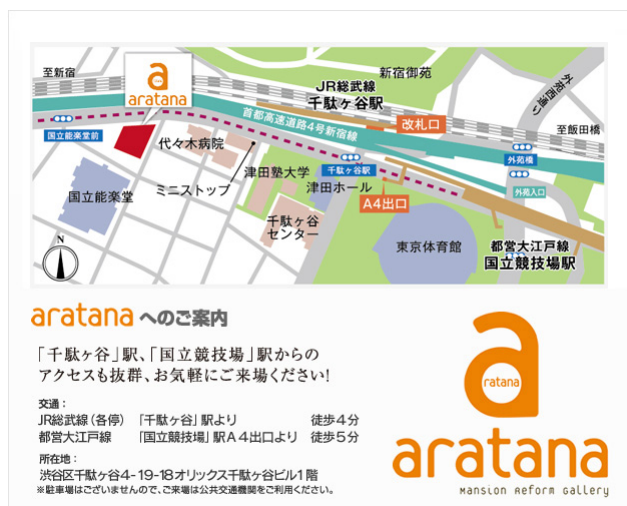 a
ratana
aratana
至新宿
JR総武線
千駄ヶ谷駅
新宿御苑
外苑西通り
至飯田橋
首都高速道路4号新宿線
改札口
国立能楽堂前
代々木病院
千駄ヶ谷駅
外苑橋
ミニストップ
津田塾大学
津田ホール
外苑入口
国立能楽堂
A4出口
千駄ヶ谷
センター
東京体育館
都営大江戸線
国立競技場駅
N
aratana へのご案内
「千駄ヶ谷」駅、「国立競技場」駅からの
アクセスも抜群、お気軽にご来場ください!
交通：
JR総武線(各停) 「千駄ヶ谷」駅より 徒歩4分
都営大江戸線 「国立競技場」駅A4出口より 徒歩5分
所在地：
渋谷区千駄ヶ谷4-19-18オリックス千駄ヶ谷ビル1階
※駐車場はございませんので、ご来場は公共交通機関をご利用ください。
a
ratana
aratana
Mansion Reform Gallery